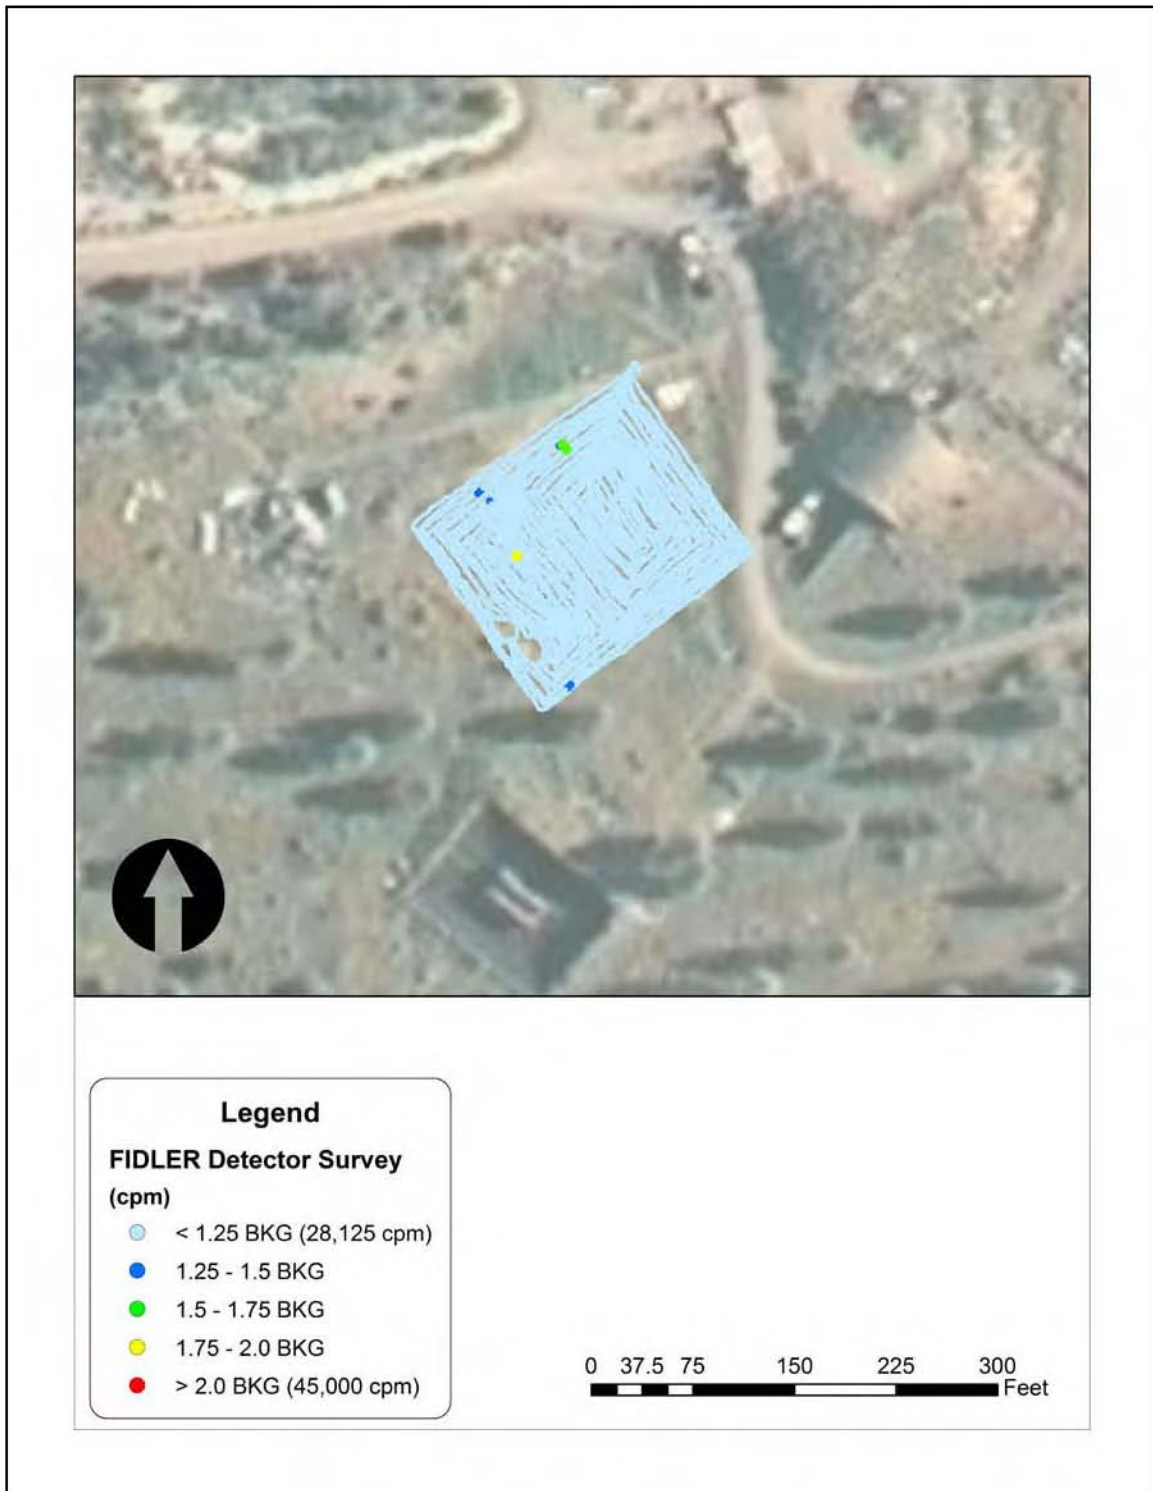 Legend
FIDLER Detector Survey
(cpm)
< 1.25 BKG (28,125 cpm)
1.25 - 1.5 BKG
1.5 - 1.75 BKG
1.75 - 2.0 BKG
> 2.0 BKG (45,000 cpm)
0 37.5 75 150 225 300
Feet